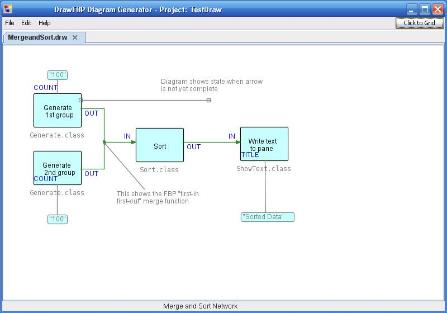 DrawFBP Diagram Generator - Project: TestDraw
File Edit Help
Click to Grid
MergeandSort.drw
"100"
COUNT
Generate
1st group
OUT
Generate.class
Diagram shows state when arrow
is not yet complete
IN
Sort
OUT
Sort.class
IN
Write text
to pane
TITLE
ShowText.class
Generate
2nd group
COUNT
OUT
Generate.class
This shows the FBP "first-in
first-out" merge function
"100"
"Sorted Data"
Merge and Sort Network